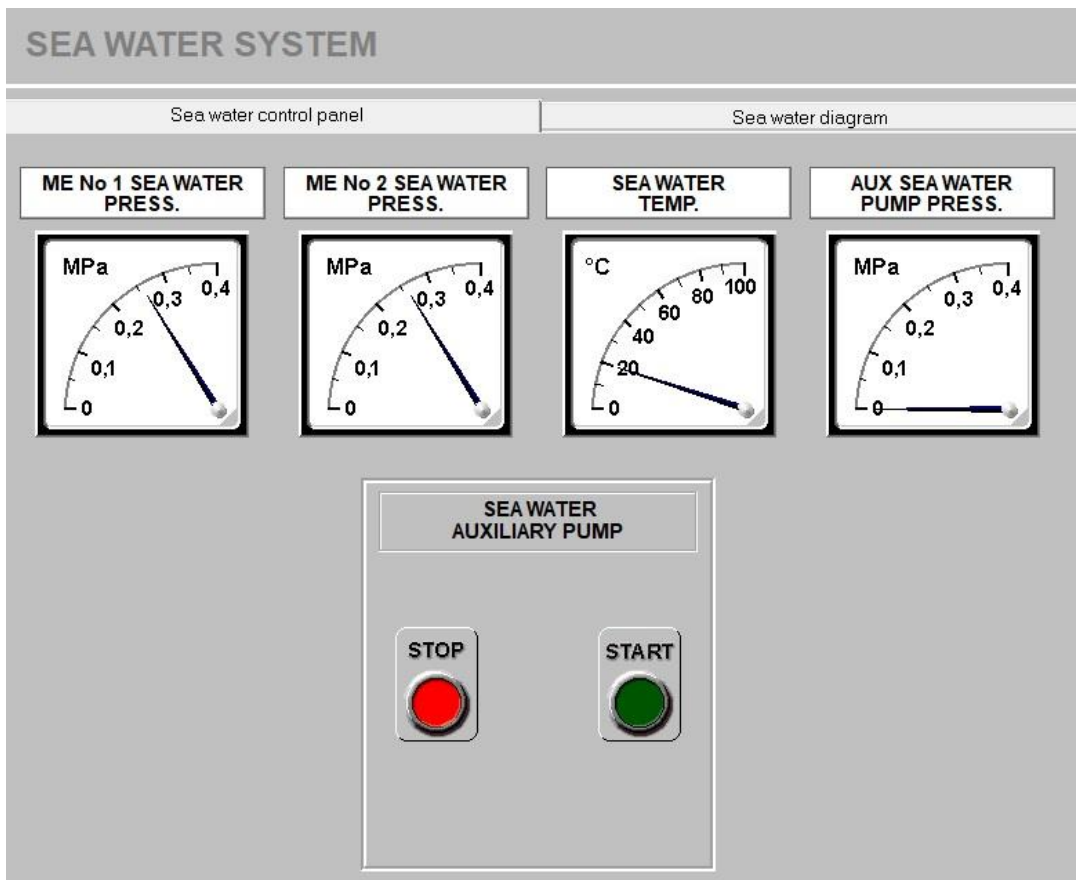 SEA WATER SYSTEM
Sea water control panel
Sea water diagram
ME No 1 SEA WATER
PRESS.
ME No 2 SEA WATER
PRESS.
SEA WATER
TEMP.
AUX SEA WATER
PUMP PRESS.
MPa
0,4
0,3
0,2
0,1
0
MPa
0,4
0,3
0,2
0,1
0
°C
100
80
60
40
20
0
MPa
0,4
0,3
0,2
0,1
0
SEA WATER
AUXILIARY PUMP
STOP
START